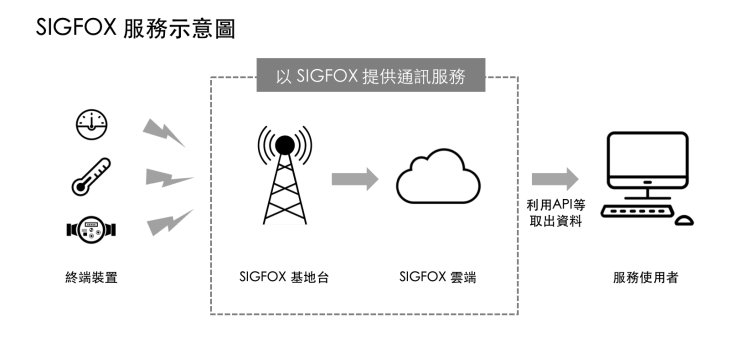 SIGFOX 服務示意圖
以 SIGFOX 提供通訊服務
利用API等
取出資料
終端裝置
SIGFOX 基地台
SIGFOX 雲端
服務使用者